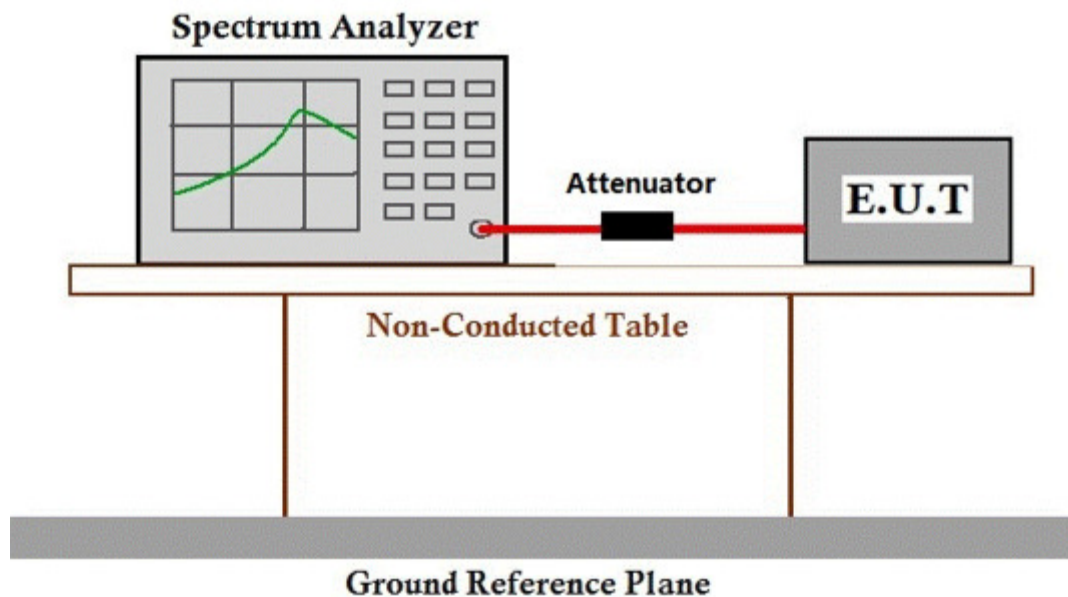 Spectrum Analyzer
Attenuator
E.U.T
Non-Conducted Table
Ground Reference Plane